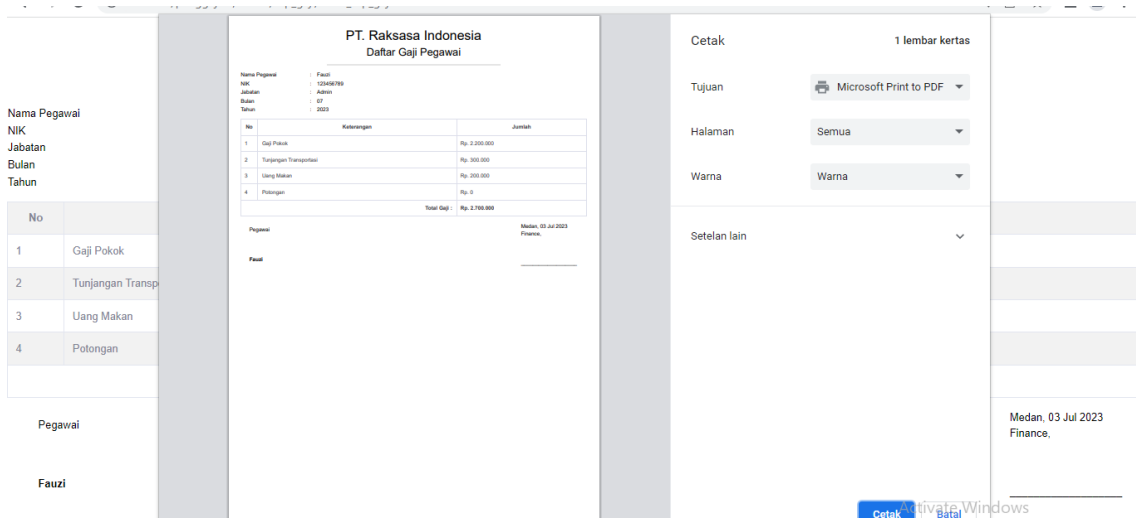 Nama Pegawai
NIK
Jabatan
Bulan
Tahun
No
1 Gaji Pokok
2 Tunjangan Transp
3 Uang Makan
4 Potongan
Pegawai
Fauzi
PT. Raksasa Indonesia
Daftar Gaji Pegawai
Nama Pegawai : Fauzi
NIK : 123456789
Jabatan : Admin
Bulan : 07
Tahun : 2023
No Keterangan Jumlah
1 Gaji Pokok Rp. 2.200.000
2 Tunjangan Transportasi Rp. 300.000
3 Uang Makan Rp. 200.000
4 Potongan Rp. 0
Total Gaji : Rp. 2.700.000
Pegawai
Medan, 03 Jul 2023
Finance,
Fauzi
Cetak 1 lembar kertas
Tujuan Microsoft Print to PDF
Halaman Semua
Warna Warna
Setelan lain
Cetak Batal
Medan, 03 Jul 2023
Finance,
Activate Windows